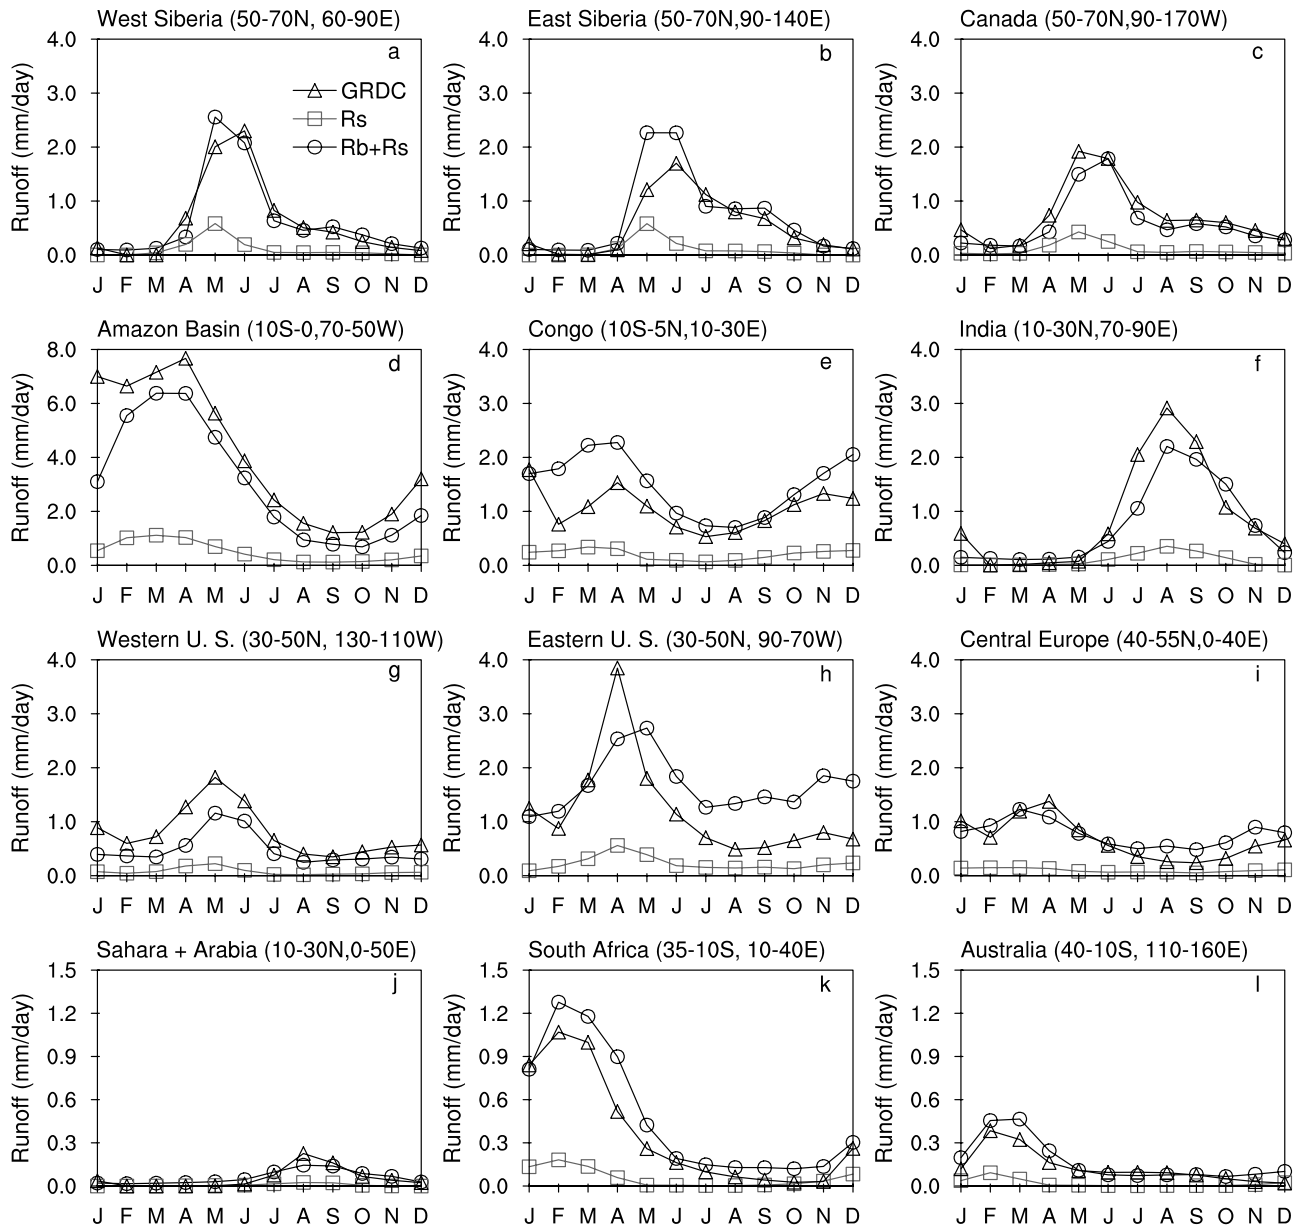 West Siberia (50-70N, 60-90E)
a
4.0
3.0
2.0
1.0
0.0
Runoff (mm/day)
GRDC
Rs
Rb+Rs
J F M A M J J A S O N D
East Siberia (50-70N,90-140E)
b
4.0
3.0
2.0
1.0
0.0
Runoff (mm/day)
J F M A M J J A S O N D
Canada (50-70N,90-170W)
c
4.0
3.0
2.0
1.0
0.0
Runoff (mm/day)
J F M A M J J A S O N D
Amazon Basin (10S-0,70-50W)
d
8.0
6.0
4.0
2.0
0.0
Runoff (mm/day)
J F M A M J J A S O N D
Congo (10S-5N,10-30E)
e
4.0
3.0
2.0
1.0
0.0
Runoff (mm/day)
J F M A M J J A S O N D
India (10-30N,70-90E)
f
4.0
3.0
2.0
1.0
0.0
Runoff (mm/day)
J F M A M J J A S O N D
Western U. S. (30-50N, 130-110W)
g
4.0
3.0
2.0
1.0
0.0
Runoff (mm/day)
J F M A M J J A S O N D
Eastern U. S. (30-50N, 90-70W)
h
4.0
3.0
2.0
1.0
0.0
Runoff (mm/day)
J F M A M J J A S O N D
Central Europe (40-55N,0-40E)
i
4.0
3.0
2.0
1.0
0.0
Runoff (mm/day)
J F M A M J J A S O N D
Sahara + Arabia (10-30N,0-50E)
j
1.5
1.2
0.9
0.6
0.3
0.0
Runoff (mm/day)
J F M A M J J A S O N D
South Africa (35-10S, 10-40E)
k
1.5
1.2
0.9
0.6
0.3
0.0
Runoff (mm/day)
J F M A M J J A S O N D
Australia (40-10S, 110-160E)
l
1.5
1.2
0.9
0.6
0.3
0.0
Runoff (mm/day)
J F M A M J J A S O N D